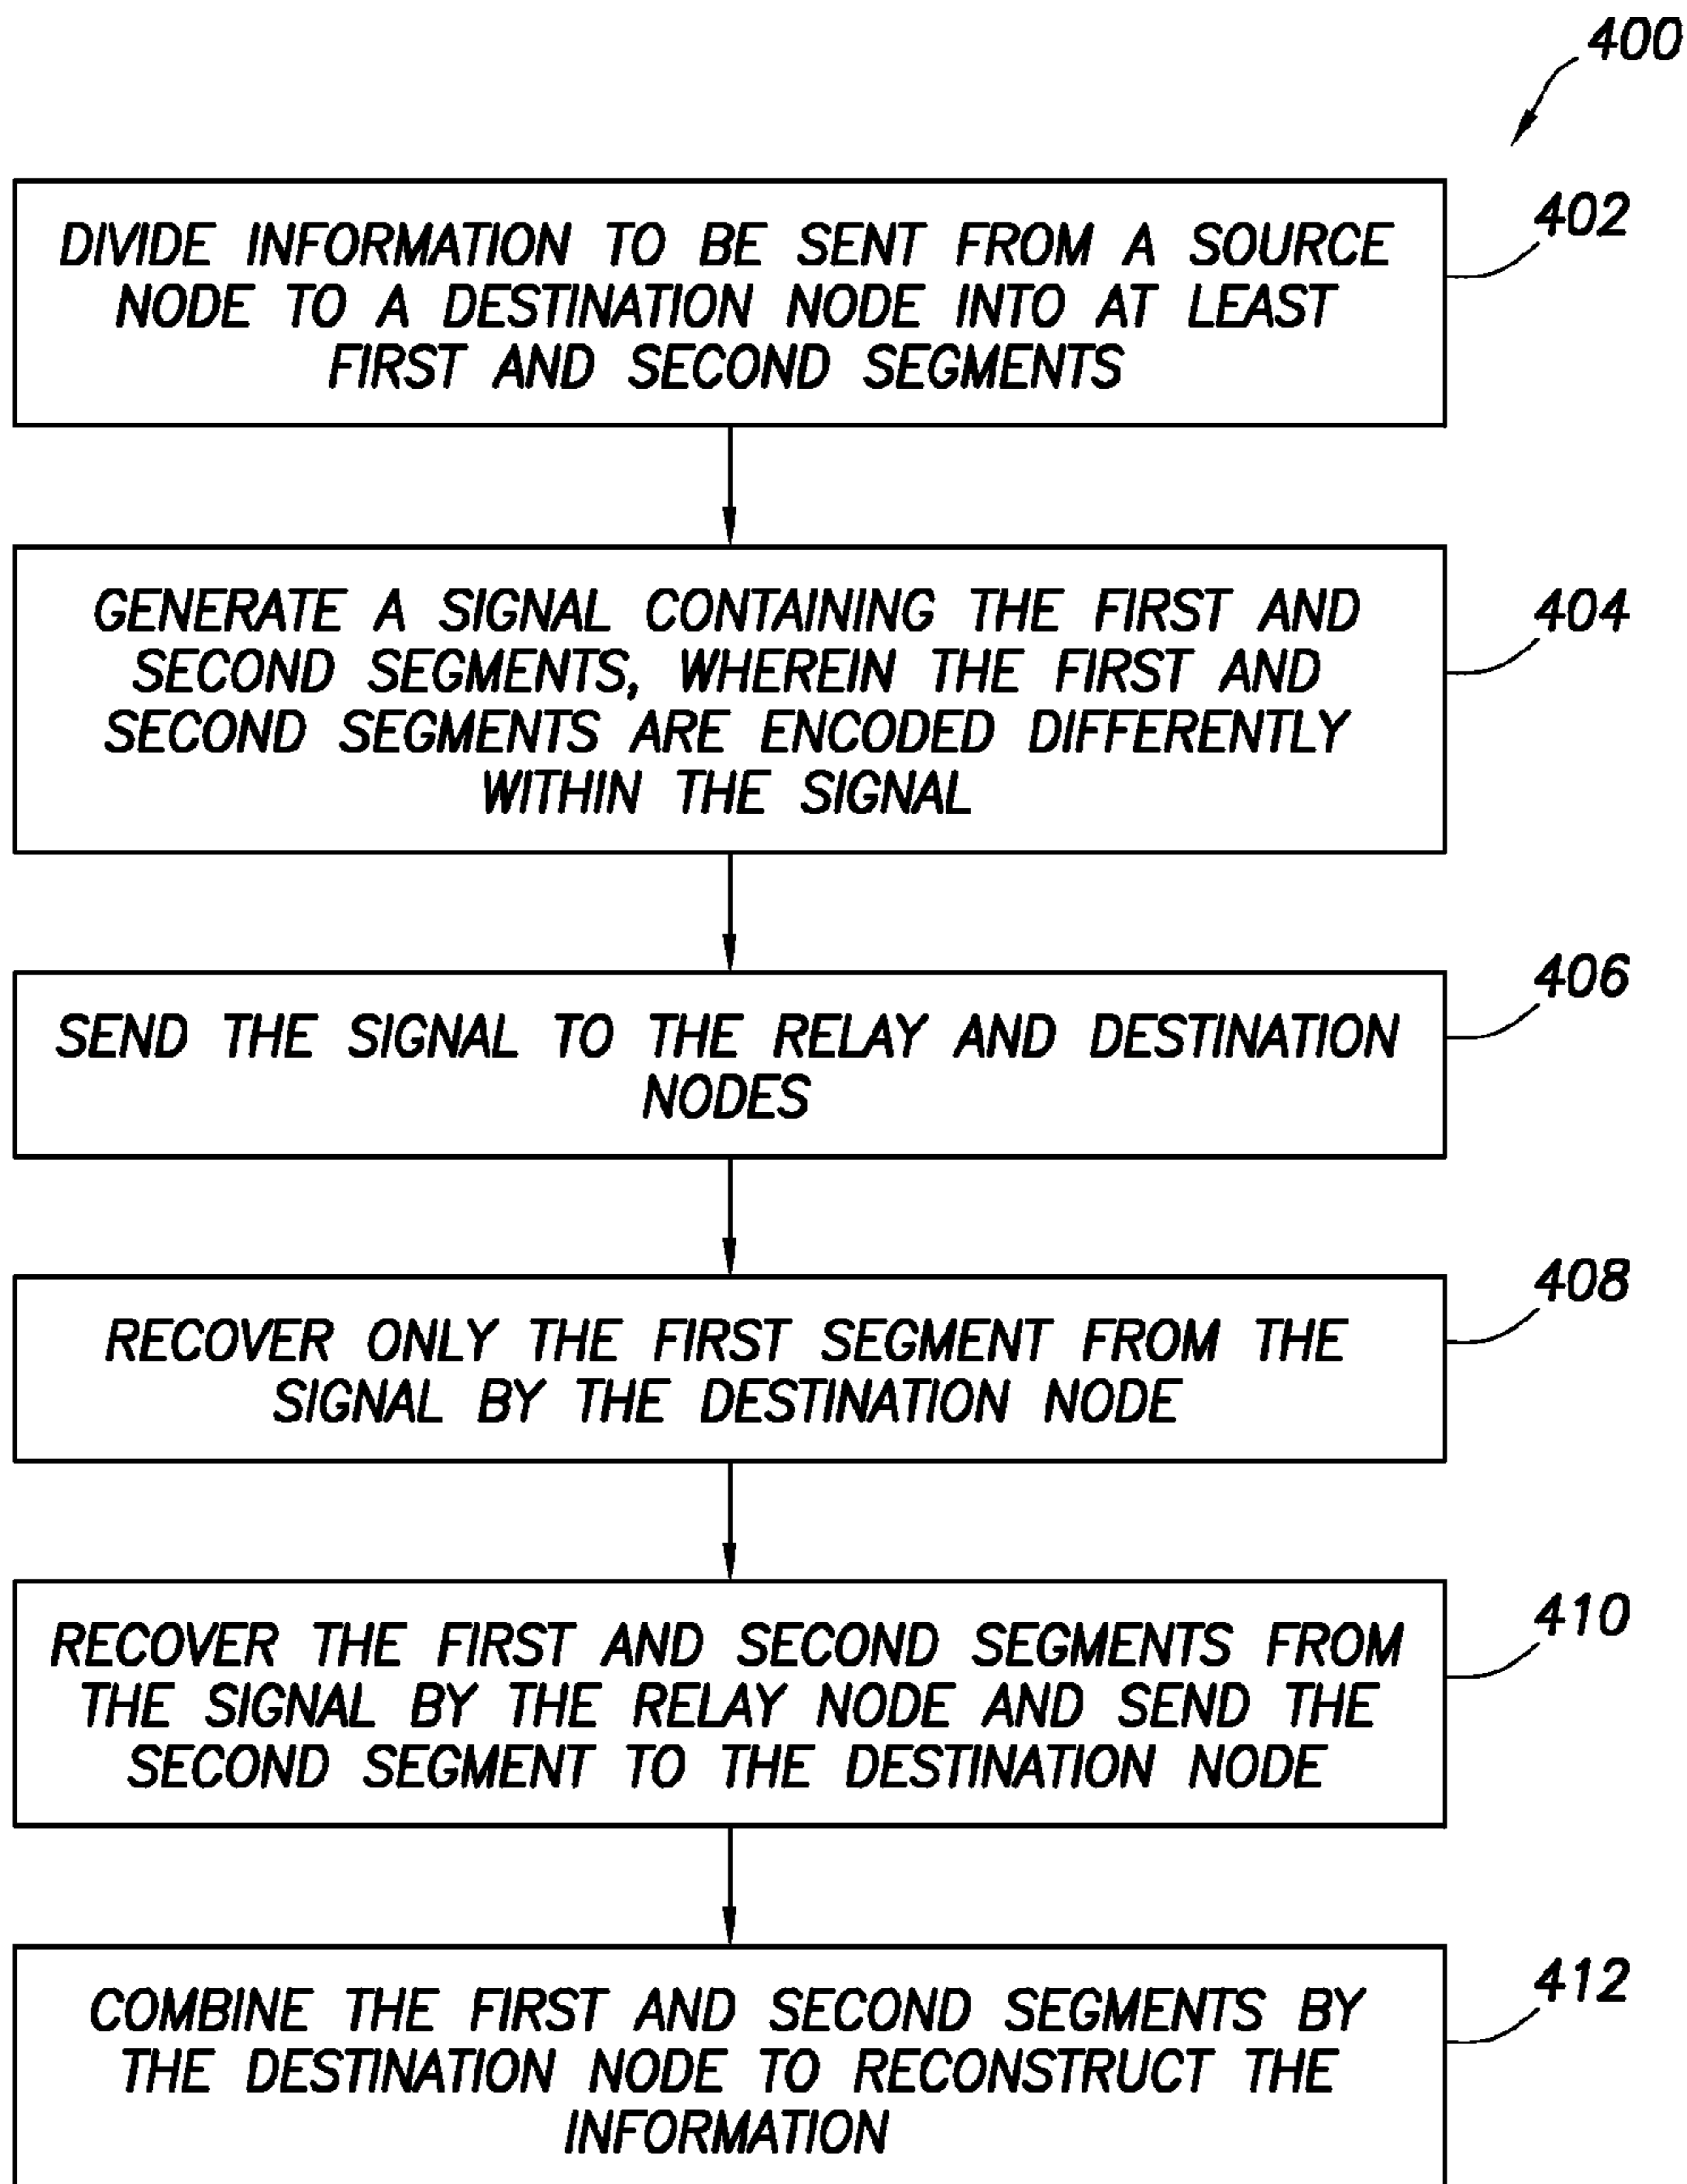 400
402
DIVIDE INFORMATION TO BE SENT FROM A SOURCE
NODE TO A DESTINATION NODE INTO AT LEAST
FIRST AND SECOND SEGMENTS
404
GENERATE A SIGNAL CONTAINING THE FIRST AND
SECOND SEGMENTS, WHEREIN THE FIRST AND
SECOND SEGMENTS ARE ENCODED DIFFERENTLY
WITHIN THE SIGNAL
406
SEND THE SIGNAL TO THE RELAY AND DESTINATION
NODES
408
RECOVER ONLY THE FIRST SEGMENT FROM THE
SIGNAL BY THE DESTINATION NODE
410
RECOVER THE FIRST AND SECOND SEGMENTS FROM
THE SIGNAL BY THE RELAY NODE AND SEND THE
SECOND SEGMENT TO THE DESTINATION NODE
412
COMBINE THE FIRST AND SECOND SEGMENTS BY
THE DESTINATION NODE TO RECONSTRUCT THE
INFORMATION